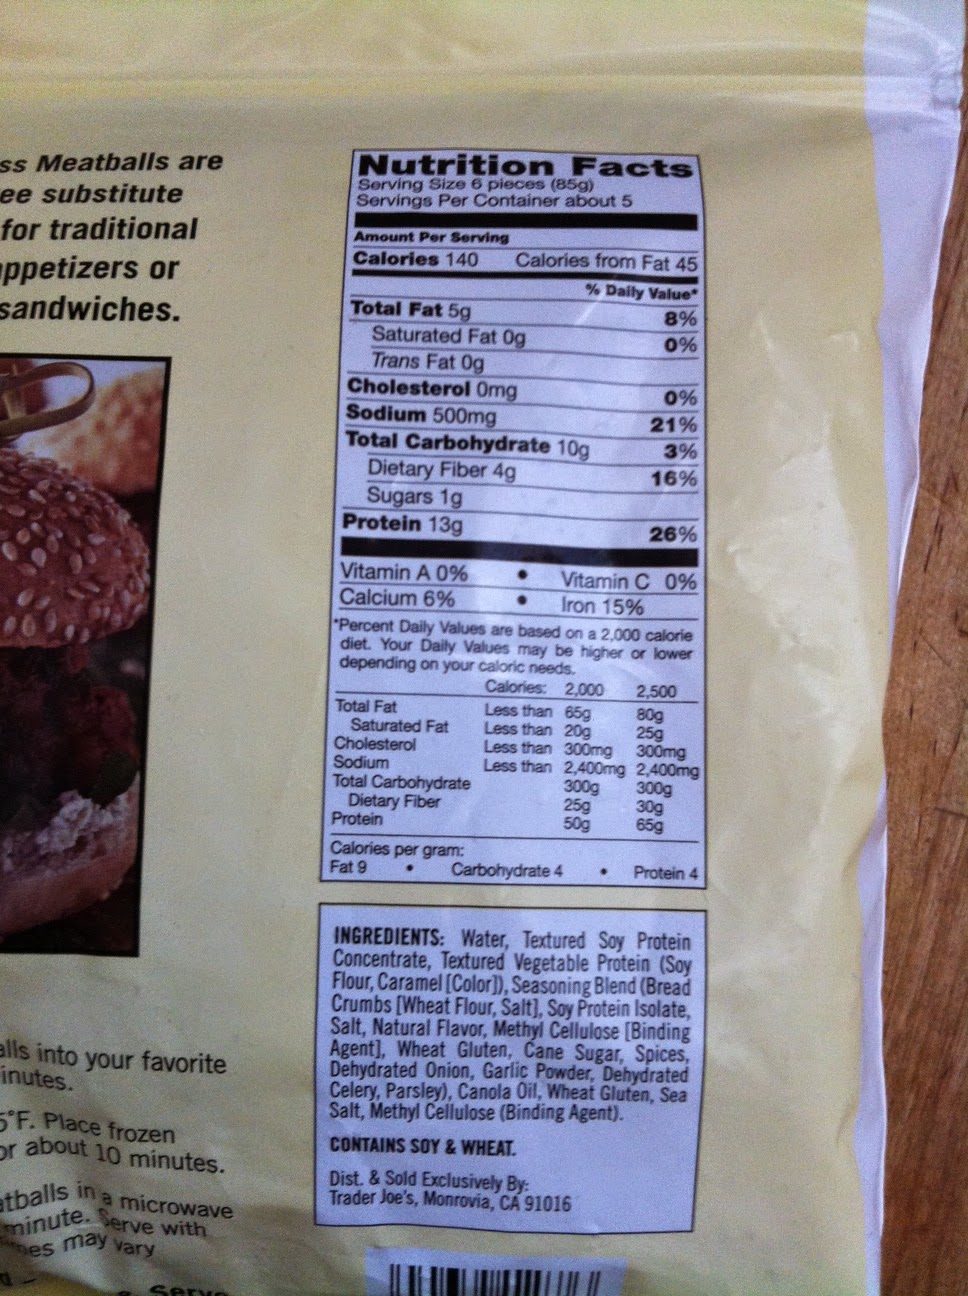 ss Meatballs are
ee substitute
for traditional
appetizers or
sandwiches.
Nutrition Facts
Serving Size 6 pieces (85g)
Servings Per Container about 5
Amount Per Serving
Calories 140 Calories from Fat 45
% Daily Value*
Total Fat 5g 8%
Saturated Fat 0g 0%
Trans Fat 0g
Cholesterol 0mg 0%
Sodium 500mg 21%
Total Carbohydrate 10g 3%
Dietary Fiber 4g 16%
Sugars 1g
Protein 13g 26%
Vitamin A 0% • Vitamin C 0%
Calcium 6% • Iron 15%
*Percent Daily Values are based on a 2,000 calorie
diet. Your Daily Values may be higher or lower
depending on your caloric needs.
Calories: 2,000 2,500
Total Fat Less than 65g 80g
Saturated Fat Less than 20g 25g
Cholesterol Less than 300mg 300mg
Sodium Less than 2,400mg 2,400mg
Total Carbohydrate 300g 300g
Dietary Fiber 25g 30g
Protein 50g 65g
Calories per gram:
Fat 9 • Carbohydrate 4 • Protein 4
INGREDIENTS: Water, Textured Soy Protein
Concentrate, Textured Vegetable Protein (Soy
Flour, Caramel [Color]), Seasoning Blend (Bread
Crumbs [Wheat Flour, Salt], Soy Protein Isolate,
Salt, Natural Flavor, Methyl Cellulose [Binding
Agent], Wheat Gluten, Cane Sugar, Spices,
Dehydrated Onion, Garlic Powder, Dehydrated
Celery, Parsley), Canola Oil, Wheat Gluten, Sea
Salt, Methyl Cellulose (Binding Agent).
CONTAINS SOY & WHEAT.
Dist. & Sold Exclusively By:
Trader Joe's, Monrovia, CA 91016
alls into your favorite
inutes.
5°F. Place frozen
or about 10 minutes.
atballs in a microwave
minute. Serve with
mes may vary
Serve